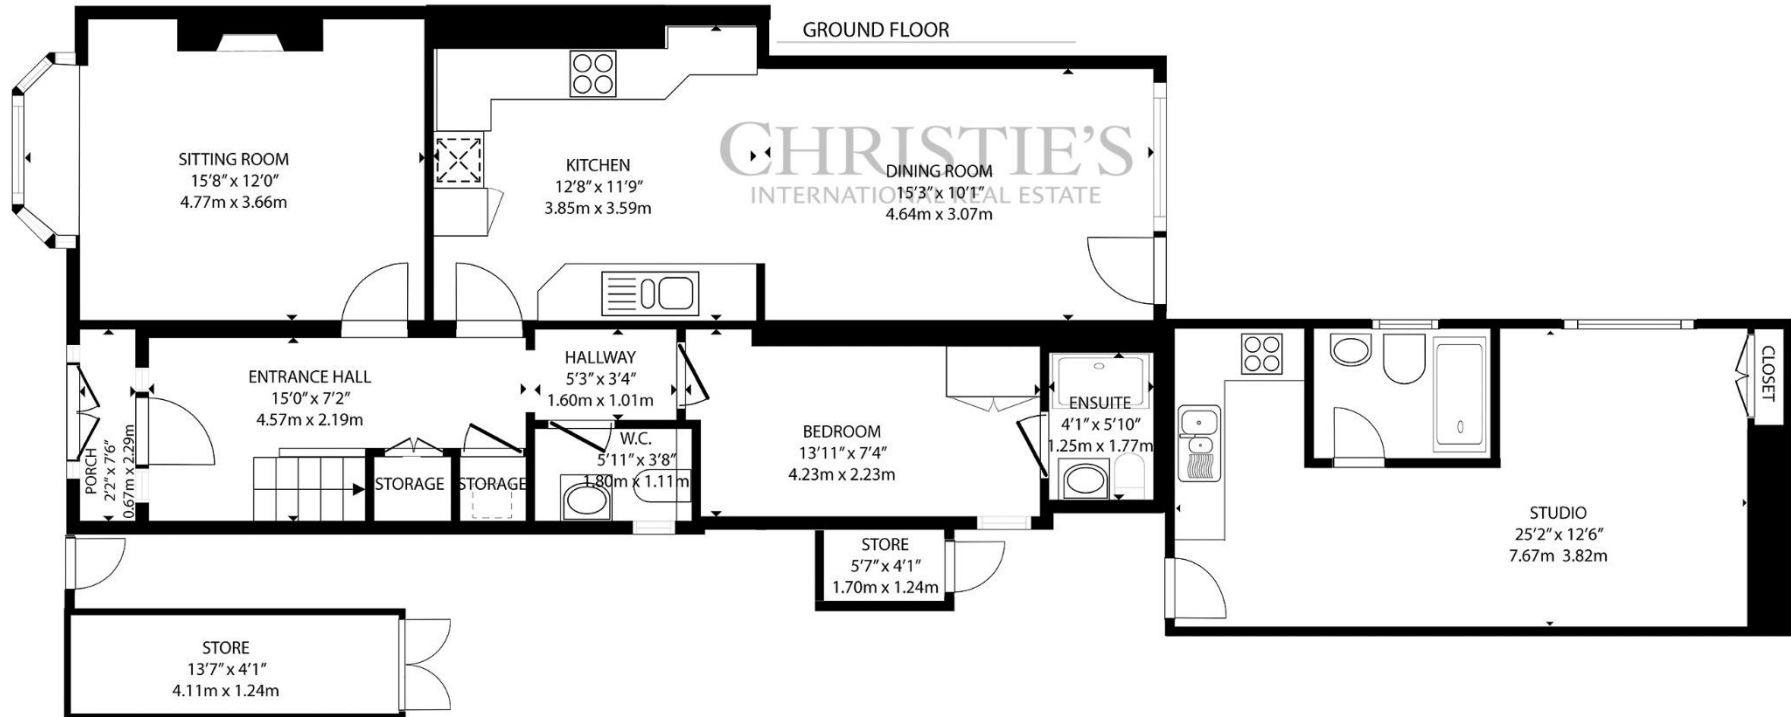 GROUND FLOOR
CHRISTIE'S
INTERNATIONAL REAL ESTATE
SITTING ROOM
15'8" x 12'0"
4.77m x 3.66m
KITCHEN
12'8" x 11'9"
3.85m x 3.59m
DINING ROOM
15'3" x 10'1"
4.64m x 3.07m
PORCH
2'2" x 7'6"
0.67m x 2.29m
ENTRANCE HALL
15'0" x 7'2"
4.57m x 2.19m
STORAGE
STORAGE
HALLWAY
5'3" x 3'4"
1.60m x 1.01m
W.C.
5'11" x 3'8"
1.80m x 1.11m
BEDROOM
13'11" x 7'4"
4.23m x 2.23m
ENSUITE
4'1" x 5'10"
1.25m x 1.77m
CLOSET
STUDIO
25'2" x 12'6"
7.67m 3.82m
STORE
5'7" x 4'1"
1.70m x 1.24m
STORE
13'7" x 4'1"
4.11m x 1.24m